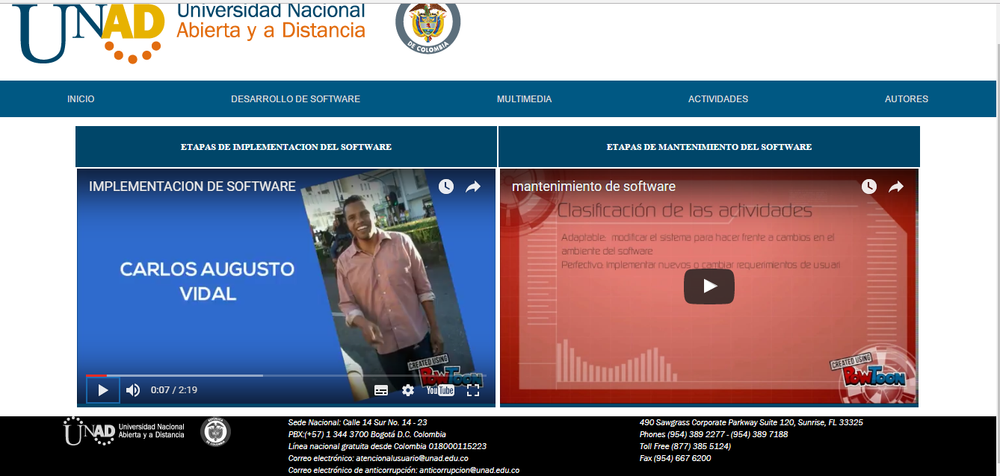 UNAD
Universidad Nacional
Abierta y a Distancia
DE COLOMBIA
INICIO
DESARROLLO DE SOFTWARE
MULTIMEDIA
ACTIVIDADES
AUTORES
ETAPAS DE IMPLEMENTACION DEL SOFTWARE
ETAPAS DE MANTENIMIENTO DEL SOFTWARE
IMPLEMENTACION DE SOFTWARE
CARLOS AUGUSTO
VIDAL
CREATED USING
POWTOON
0:07 / 2:19
YouTube
mantenimiento de software
Clasificación de las actividades
Adaptable: modificar el sistema para hacer frente a cambios en el
ambiente del software
Perfectivo: Implementar nuevos o cambiar requerimientos de usuari
CREATED USING
POWTOON
UNAD
Universidad Nacional
Abierta y a Distancia
Sede Nacional: Calle 14 Sur No. 14 - 23
PBX:(+57) 1 344 3700 Bogotá D.C. Colombia
Línea nacional gratuita desde Colombia 018000115223
Correo electrónico: atencionalusuario@unad.edu.co
Correo electrónico de anticorrupción: anticorrupcion@unad.edu.co
490 Sawgrass Corporate Parkway Suite 120, Sunrise, FL 33325
Phones (954) 389 2277 - (954) 389 7188
Toll Free (877) 385 5124)
Fax (954) 667 6200